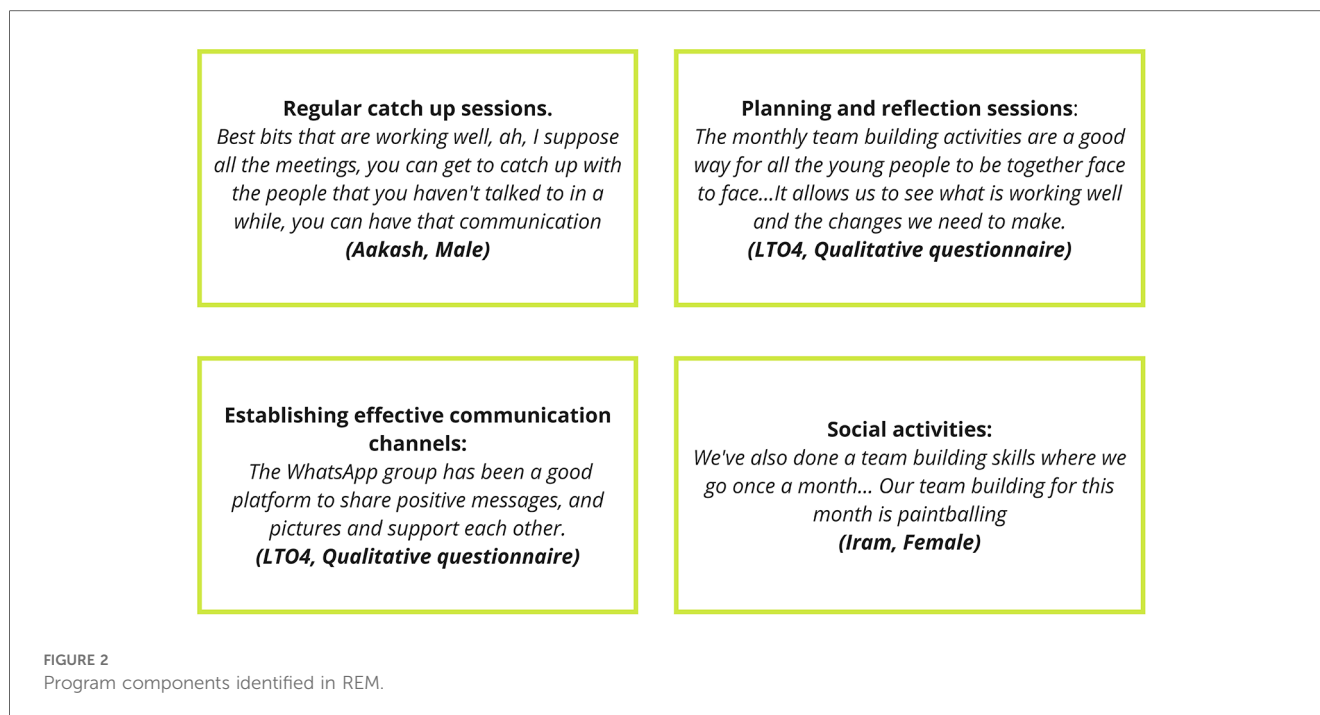 Regular catch up sessions.
Best bits that are working well, ah, I suppose
all the meetings, you can get to catch up with
the people that you haven't talked to in a
while, you can have that communication
(Aakash, Male)
Planning and reflection sessions:
The monthly team building activities are a good
way for all the young people to be together face
to face...It allows us to see what is working well
and the changes we need to make.
(LTO4, Qualitative questionnaire)
Establishing effective communication
channels:
The WhatsApp group has been a good
platform to share positive messages, and
pictures and support each other.
(LTO4, Qualitative questionnaire)
Social activities:
We've also done a team building skills where we
go once a month... Our team building for this
month is paintballing
(Iram, Female)
FIGURE 2
Program components identified in REM.